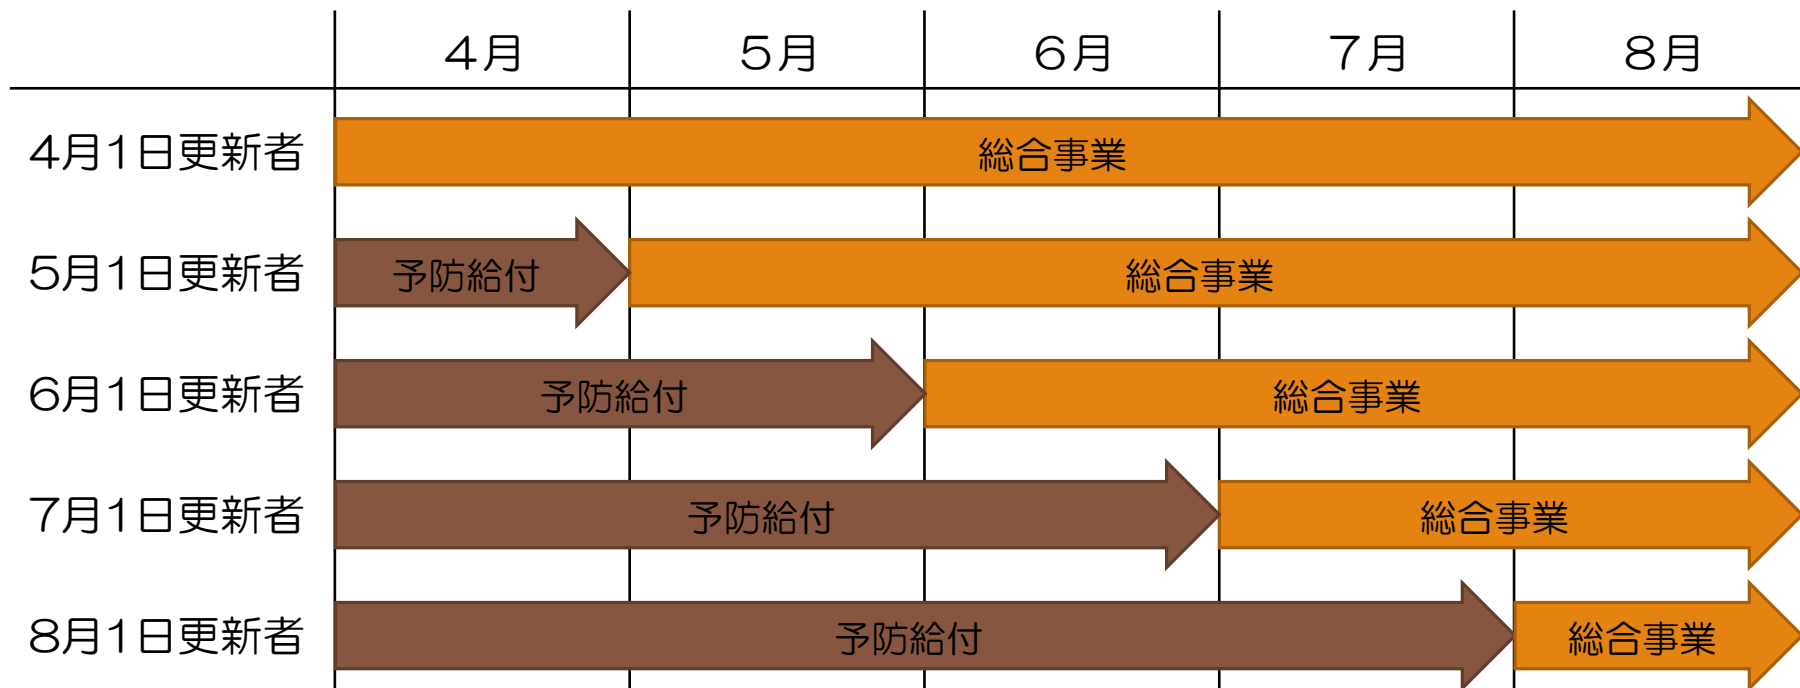 ４月 ５月 ６月 ７月 ８月
４月１日更新者 総合事業
５月１日更新者 予防給付 総合事業
６月１日更新者 予防給付 総合事業
７月１日更新者 予防給付 総合事業
８月１日更新者 予防給付 総合事業